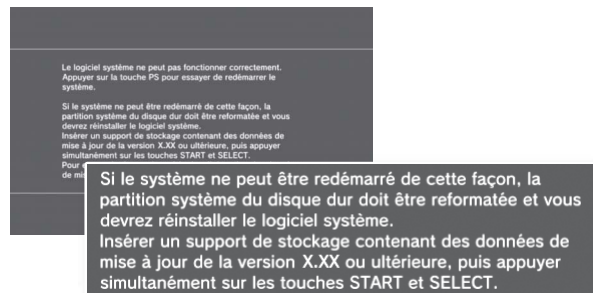 Le logiciel système ne peut pas fonctionner correctement.
Appuyer sur la touche PS pour essayer de redémarrer le
système.
Si le système ne peut être redémarré de cette façon, la
partition système du disque dur doit être reformatée et vous
devrez réinstaller le logiciel système.
Insérer un support de stockage contenant des données de
mise à jour de la version X.XX ou ultérieure, puis appuyer
simultanément sur les touches START et SELECT.
Pour
de
Si le système ne peut être redémarré de cette façon, la
partition système du disque dur doit être reformatée et vous
devrez réinstaller le logiciel système.
Insérer un support de stockage contenant des données de
mise à jour de la version X.XX ou ultérieure, puis appuyer
simultanément sur les touches START et SELECT.